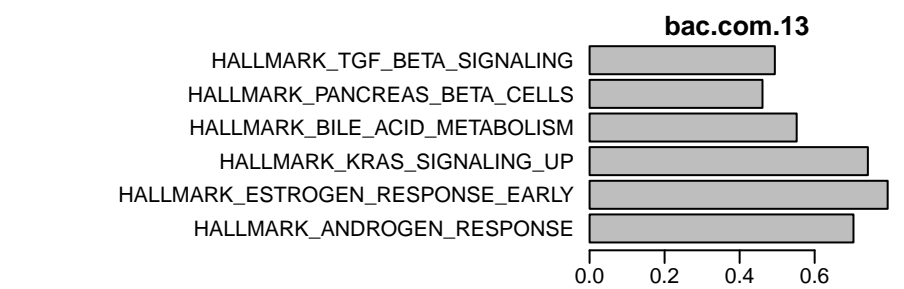 bac.com.13
HALLMARK_TGF_BETA_SIGNALING
HALLMARK_PANCREAS_BETA_CELLS
HALLMARK_BILE_ACID_METABOLISM
HALLMARK_KRAS_SIGNALING_UP
HALLMARK_ESTROGEN_RESPONSE_EARLY
HALLMARK_ANDROGEN_RESPONSE
0.0 0.2 0.4 0.6